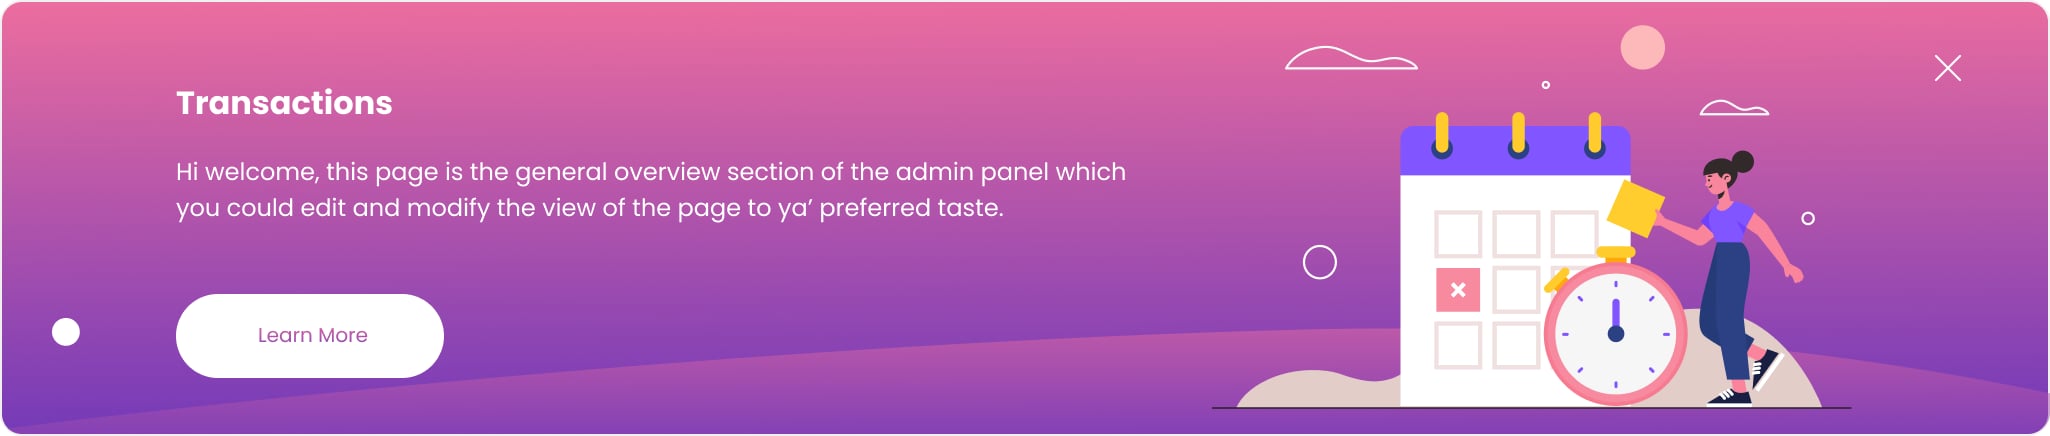 Transactions
Hi welcome, this page is the general overview section of the admin panel which
you could edit and modify the view of the page to ya’ preferred taste.
Learn More